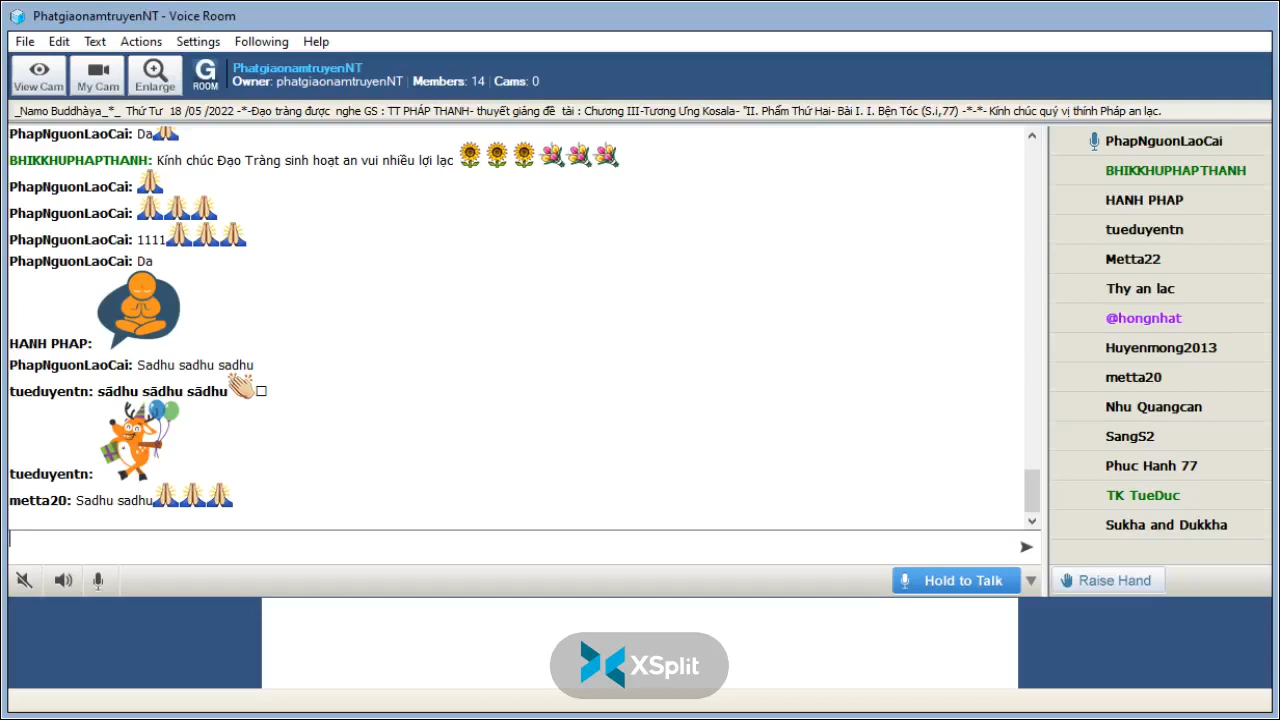 PhatgiaonamtruyenNT - Voice Room
File Edit Text Actions Settings Following Help
View Cam My Cam Enlarge G ROOM
PhatgiaonamtruyenNT
Owner: phatgiaonamtruyenNT | Members: 14 | Cams: 0
_Namo Buddhàya_*_ Thứ Tư 18 /05 /2022 -*-Đạo tràng được nghe GS : TT PHÁP THANH- thuyết giảng đề tài : Chương III-Tương Ưng Kosala- "II. Phẩm Thứ Hai- Bài I. I. Bện Tóc (S.i,77) -*-*- Kính chúc quý vị thính Pháp an lạc.
PhapNguonLaoCai: Da🙏
BHIKKHUPHAPTHANH: Kính chúc Đạo Tràng sinh hoạt an vui nhiều lợi lạc
PhapNguonLaoCai: 🙏
PhapNguonLaoCai: 🙏🙏🙏
PhapNguonLaoCai: 1111🙏🙏🙏
PhapNguonLaoCai: Da
HANH PHAP:
PhapNguonLaoCai: Sadhu sadhu sadhu
tueduyentn: sādhu sādhu sādhu👏□
tueduyentn:
metta20: Sadhu sadhu🙏🙏🙏
PhapNguonLaoCai
BHIKKHUPHAPTHANH
HANH PHAP
tueduyentn
Metta22
Thy an lac
@hongnhat
Huyenmong2013
metta20
Nhu Quangcan
SangS2
Phuc Hanh 77
TK TueDuc
Sukha and Dukkha
Hold to Talk
Raise Hand
XSplit